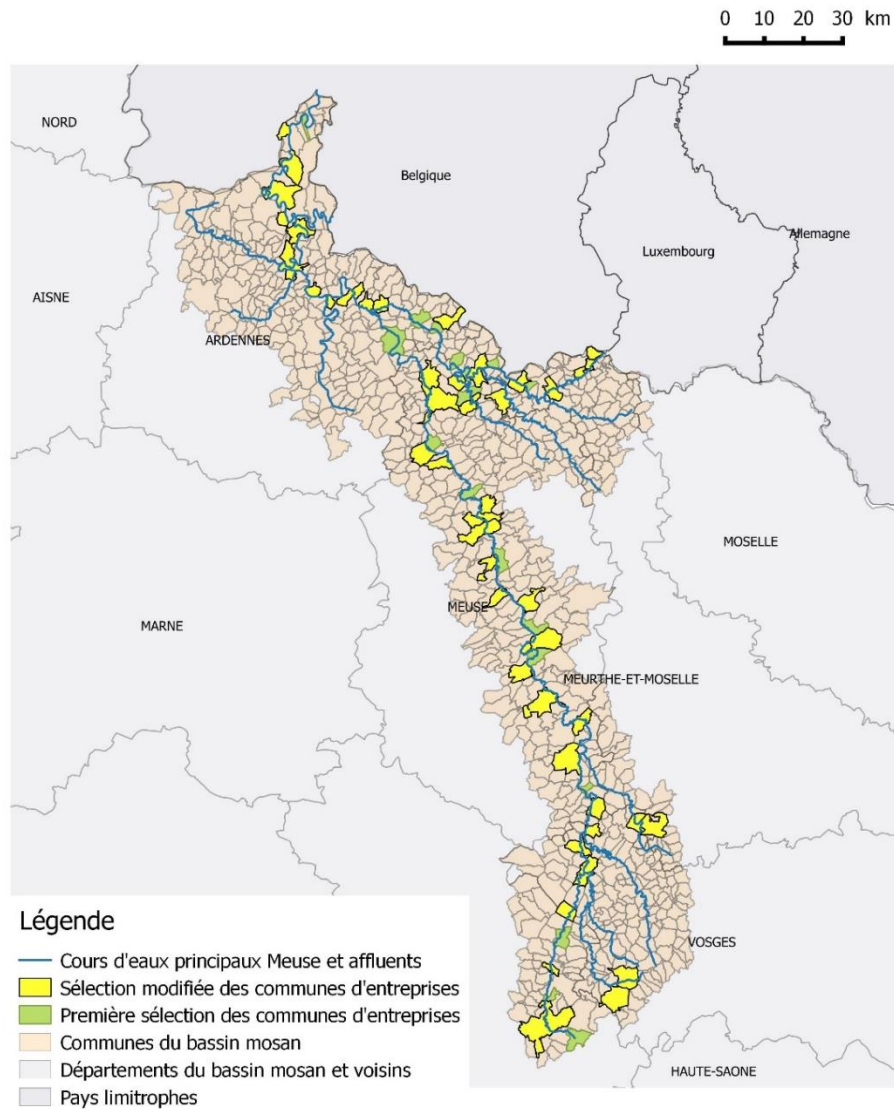 0 10 20 30 km
NORD
Belgique
Allemagne
Luxembourg
AISNE
ARDENNES
MOSELLE
MEUSE
MARNE
MEURTHE-ET-MOSELLE
VOSGES
HAUTE-SAONE
Légende
Cours d'eaux principaux Meuse et affluents
Sélection modifiée des communes d'entreprises
Première sélection des communes d'entreprises
Communes du bassin mosan
Départements du bassin mosan et voisins
Pays limitrophes